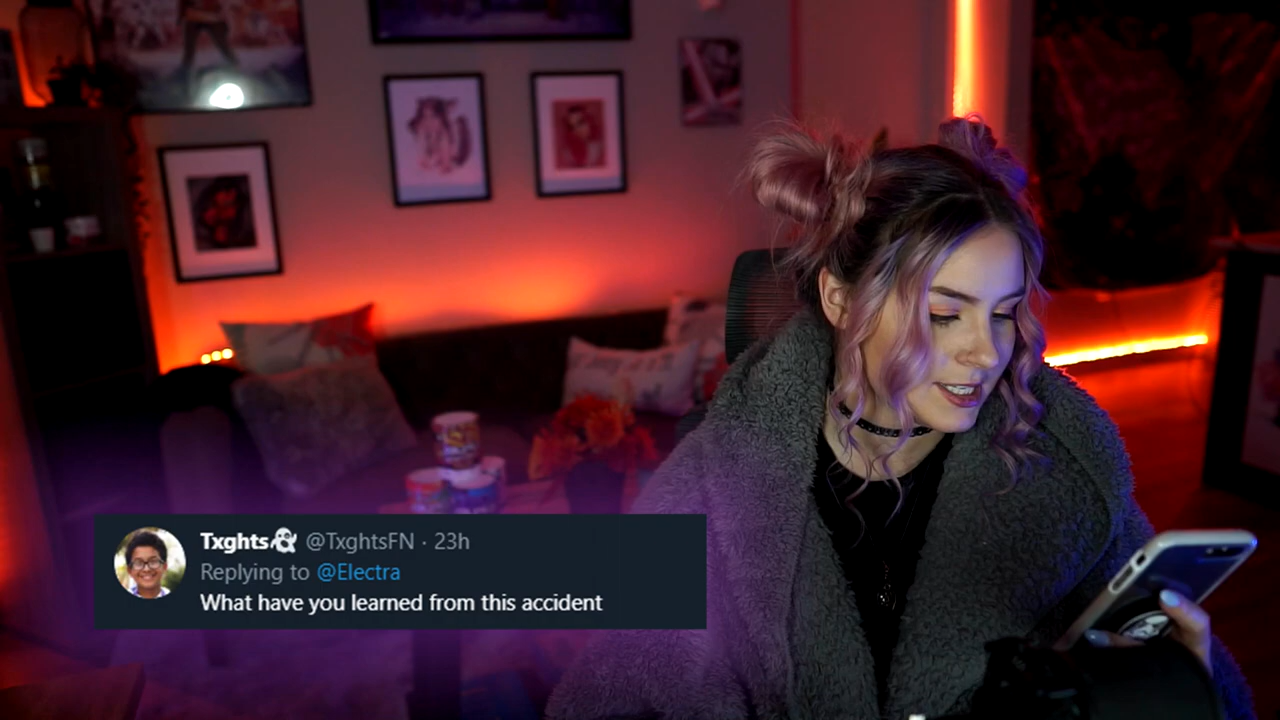 Txghts @TxghtsFN · 23h
Replying to @Electra
What have you learned from this accident